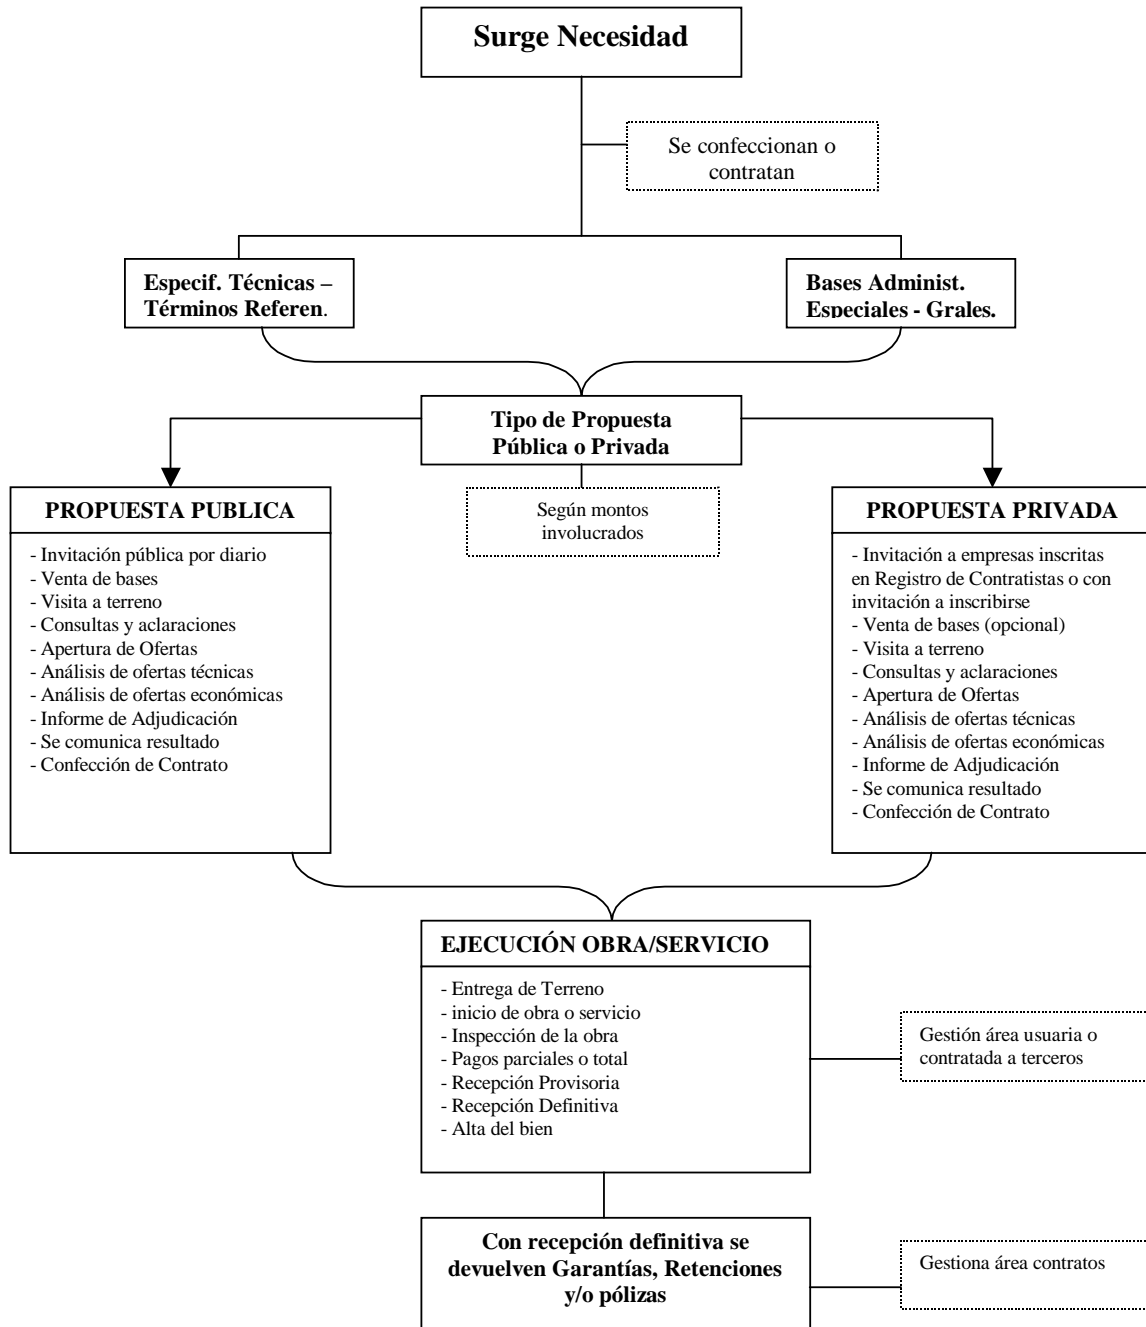 Surge Necesidad
Se confeccionan o
contratan
Especif. Técnicas –
Términos Referen.
Bases Administ.
Especiales - Grales.
Tipo de Propuesta
Pública o Privada
Según montos
involucrados
PROPUESTA PUBLICA
- Invitación pública por diario
- Venta de bases
- Visita a terreno
- Consultas y aclaraciones
- Apertura de Ofertas
- Análisis de ofertas técnicas
- Análisis de ofertas económicas
- Informe de Adjudicación
- Se comunica resultado
- Confección de Contrato
PROPUESTA PRIVADA
- Invitación a empresas inscritas
en Registro de Contratistas o con
invitación a inscribirse
- Venta de bases (opcional)
- Visita a terreno
- Consultas y aclaraciones
- Apertura de Ofertas
- Análisis de ofertas técnicas
- Análisis de ofertas económicas
- Informe de Adjudicación
- Se comunica resultado
- Confección de Contrato
EJECUCIÓN OBRA/SERVICIO
- Entrega de Terreno
- inicio de obra o servicio
- Inspección de la obra
- Pagos parciales o total
- Recepción Provisoria
- Recepción Definitiva
- Alta del bien
Gestión área usuaria o
contratada a terceros
Con recepción definitiva se
devuelven Garantías, Retenciones
y/o pólizas
Gestiona área contratos